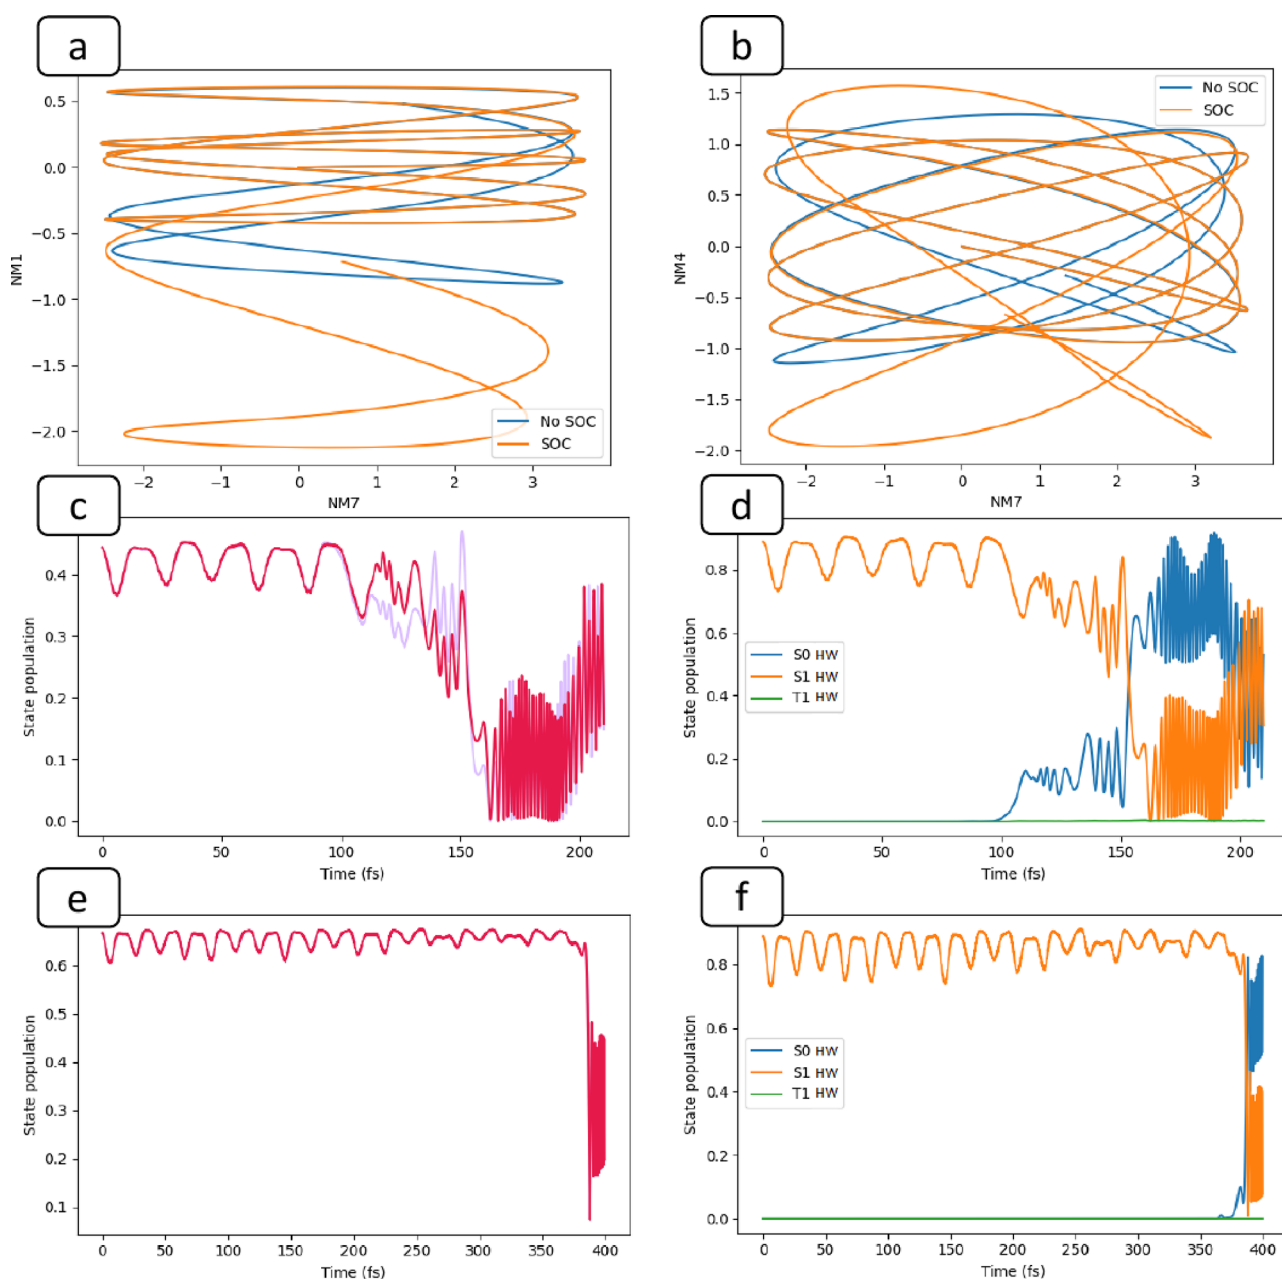 a
0.5
0.0
−0.5
−1.0
−1.5
−2.0
NM1
−2 −1 0 1 2 3
NM7
No SOC
SOC
b
1.5
1.0
0.5
0.0
−0.5
−1.0
−1.5
−2.0
NM4
−2 −1 0 1 2 3
NM7
No SOC
SOC
c
0.4
0.3
0.2
0.1
0.0
State population
0 50 100 150 200
Time (fs)
d
0.8
0.6
0.4
0.2
0.0
State population
S0 HW
S1 HW
T1 HW
0 50 100 150 200
Time (fs)
e
0.6
0.5
0.4
0.3
0.2
0.1
State population
0 50 100 150 200 250 300 350 400
Time (fs)
f
0.8
0.6
0.4
0.2
0.0
State population
S0 HW
S1 HW
T1 HW
0 50 100 150 200 250 300 350 400
Time (fs)